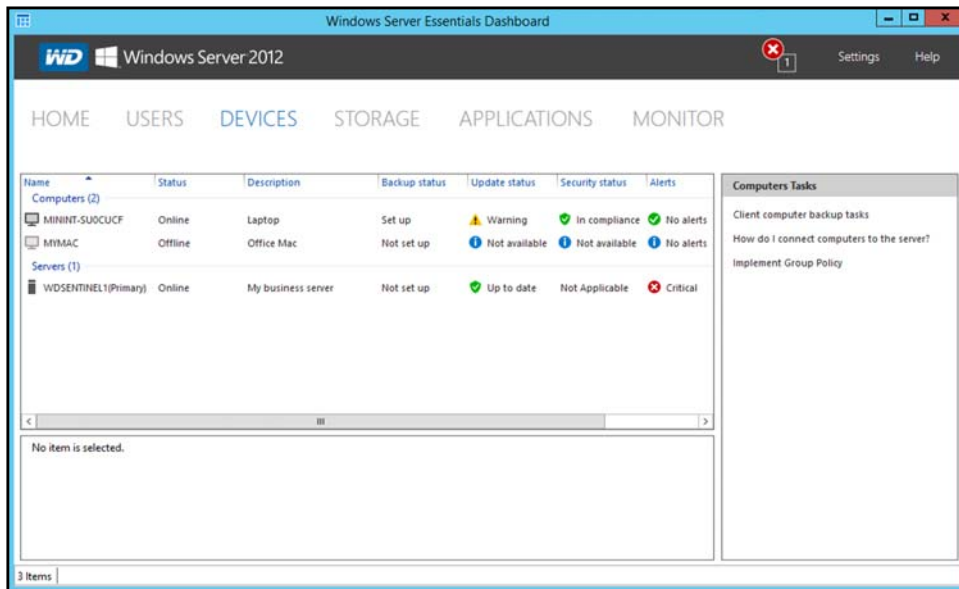 Windows Server Essentials Dashboard
WD Windows Server 2012
1
Settings Help
HOME USERS DEVICES STORAGE APPLICATIONS MONITOR
Name Status Description Backup status Update status Security status Alerts
Computers (2)
MININT-SU0CUCF Online Laptop Set up Warning In compliance No alerts
MYMAC Offline Office Mac Not set up Not available Not available No alerts
Servers (1)
WDSENTINEL1(Primary) Online My business server Not set up Up to date Not Applicable Critical
Computers Tasks
Client computer backup tasks
How do I connect computers to the server?
Implement Group Policy
No item is selected.
3 Items